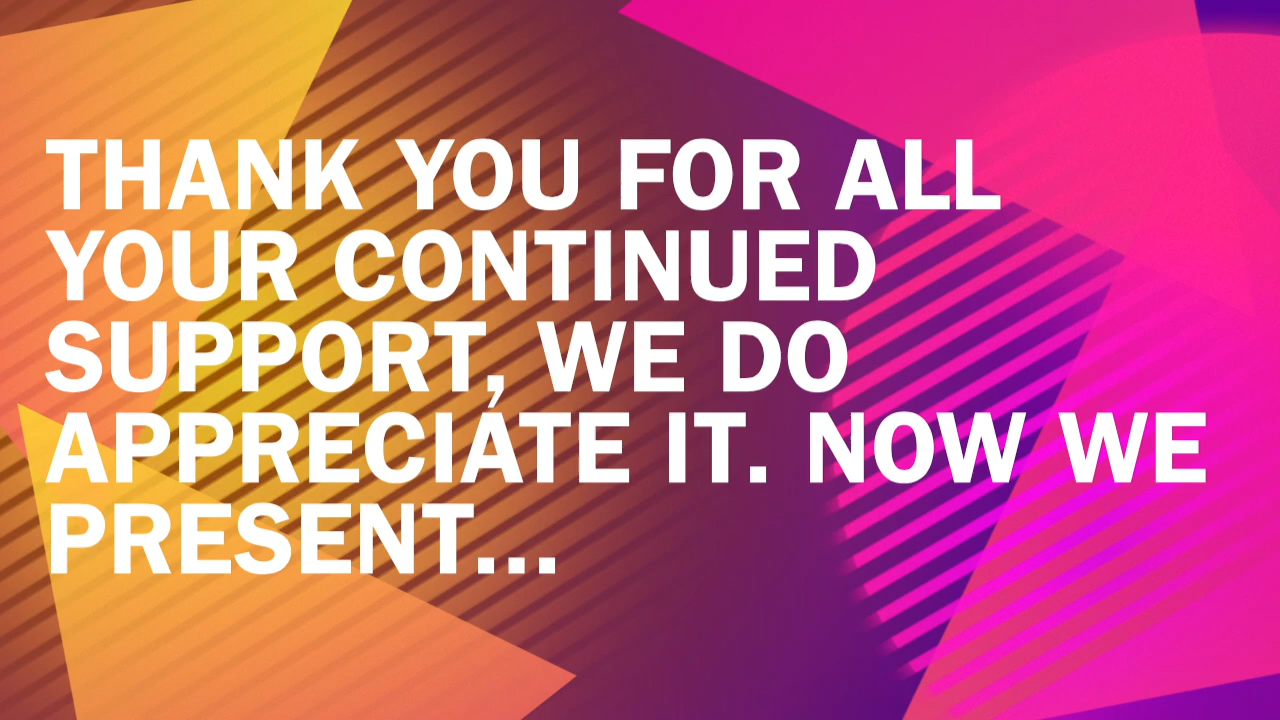 THANK YOU FOR ALL
YOUR CONTINUED
SUPPORT, WE DO
APPRECIATE IT. NOW WE
PRESENT...